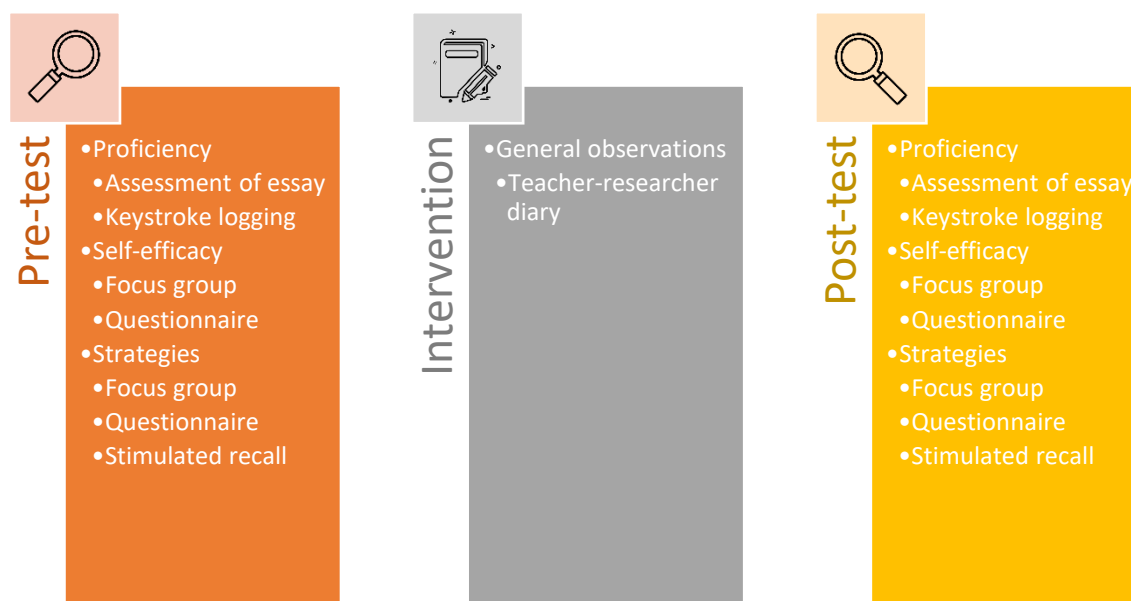 Pre-test
•Proficiency
•Assessment of essay
•Keystroke logging
•Self-efficacy
•Focus group
•Questionnaire
•Strategies
•Focus group
•Questionnaire
•Stimulated recall
Intervention
•General observations
•Teacher-researcher
diary
Post-test
•Proficiency
•Assessment of essay
•Keystroke logging
•Self-efficacy
•Focus group
•Questionnaire
•Strategies
•Focus group
•Questionnaire
•Stimulated recall